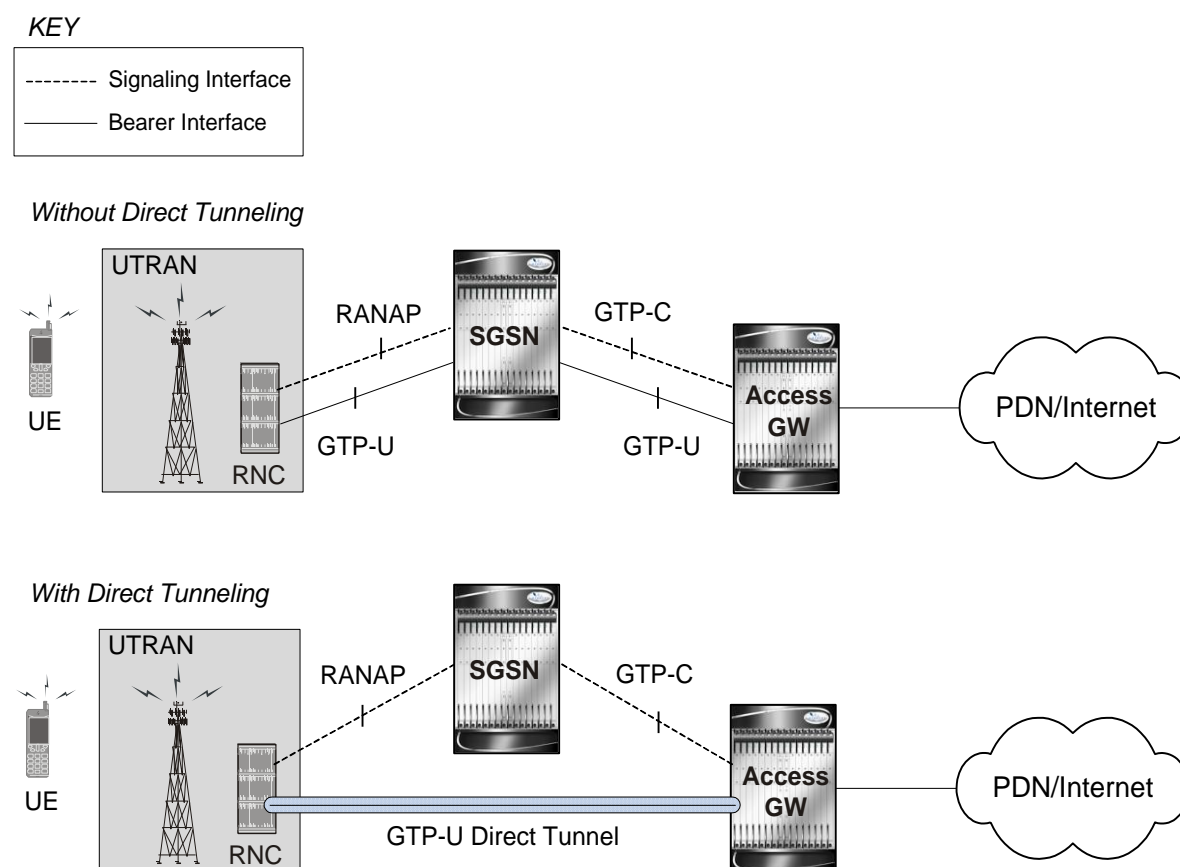 KEY
Signaling Interface
Bearer Interface
Without Direct Tunneling
UTRAN
RANAP
SGSN
GTP-C
Access
GW
PDN/Internet
UE
GTP-U
GTP-U
RNC
With Direct Tunneling
UTRAN
RANAP
SGSN
GTP-C
Access
GW
PDN/Internet
UE
GTP-U Direct Tunnel
RNC